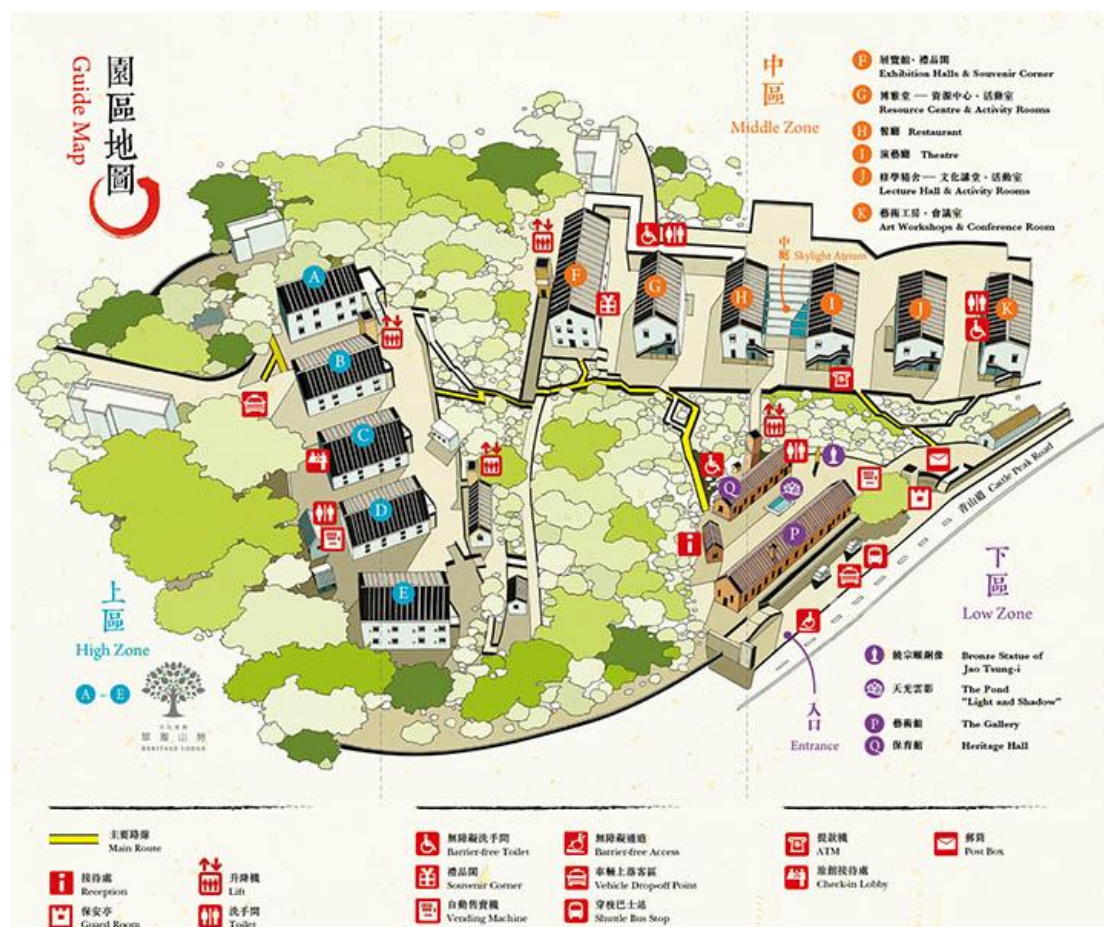 園區地圖
Guide Map
中區
Middle Zone
F 展覽館、禮品閣
Exhibition Halls & Souvenir Corner
G 博雅堂 — 資源中心、活動室
Resource Centre & Activity Rooms
H 餐廳 Restaurant
I 演藝廳 Theatre
J 修學精舍 — 文化講堂、活動室
Lecture Hall & Activity Rooms
K 藝術工房、會議室
Art Workshops & Conference Room
中庭 Skylight Atrium
A
B
C
D
E
F
G
H
I
J
K
Q
P
青山道 Castle Peak Road
上區
High Zone
A – E
翠雅山房
HERITAGE LODGE
下區
Low Zone
饒宗頤銅像 Bronze Statue of
Jao Tsung-i
天光雲影 The Pond
"Light and Shadow"
P 藝術館 The Gallery
Q 保育館 Heritage Hall
入口
Entrance
主要路線
Main Route
接待處
Reception
保安亭
Guard Room
升降機
Lift
洗手間
Toilet
無障礙洗手間
Barrier-free Toilet
禮品閣
Souvenir Corner
自動售賣機
Vending Machine
無障礙通道
Barrier-free Access
車輛上落客區
Vehicle Drop-off Point
穿梭巴士站
Shuttle Bus Stop
提款機
ATM
旅館接待處
Check-in Lobby
郵筒
Post Box